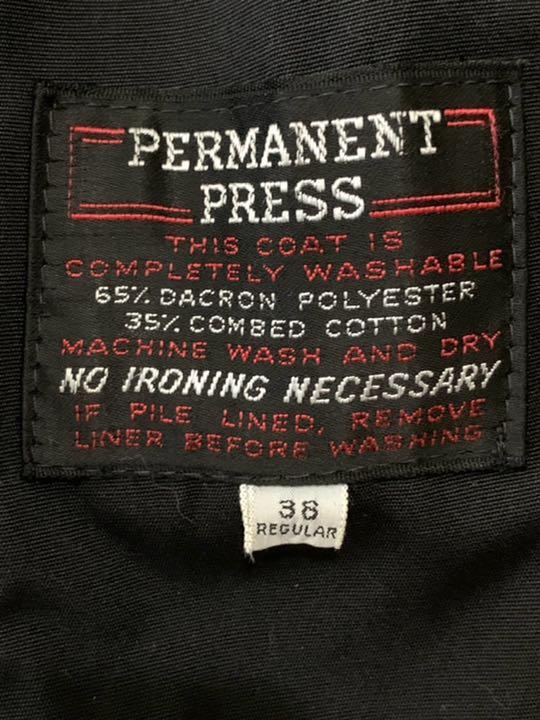 PERMANENT
PRESS
THIS COAT IS
COMPLETELY WASHABLE
65% DACRON POLYESTER
35% COMBED COTTON
MACHINE WASH AND DRY
NO IRONING NECESSARY
IF PILE LINED, REMOVE
LINER BEFORE WASHING
38
REGULAR